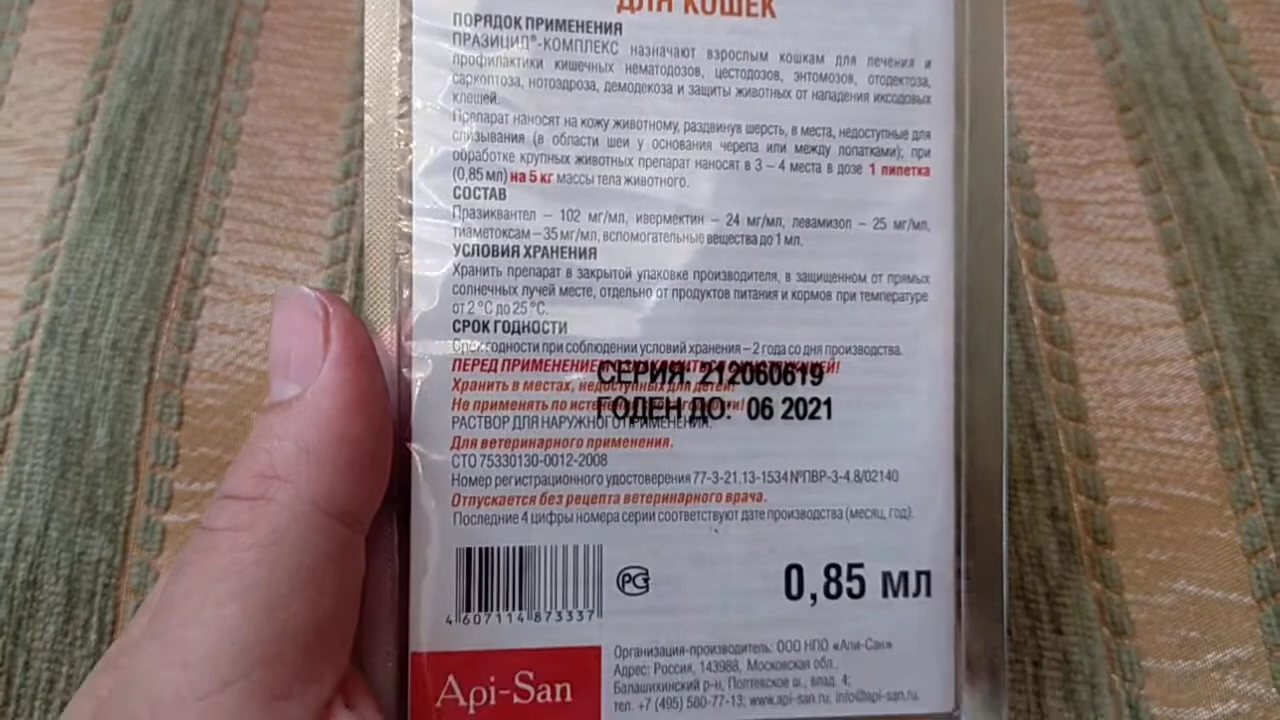 ДЛЯ КОШЕК
ПОРЯДОК ПРИМЕНЕНИЯ
ПРАЗИЦИД®-КОМПЛЕКС назначают взрослым кошкам для лечения и
профилактики кишечных нематодозов, цестодозов, энтомозов, отодектоза,
саркоптоза, нотоэдроза, демодекоза и защиты животных от нападения иксодовых
клещей.
Препарат наносят на кожу животному, раздвинув шерсть, в места, недоступные для
слизывания (в области шеи у основания черепа или между лопатками); при
обработке крупных животных препарат наносят в 3 – 4 места в дозе 1 пипетка
(0,85 мл) на 5 кг массы тела животного.
СОСТАВ
Празиквантел – 102 мг/мл, ивермектин – 24 мг/мл, левамизол – 25 мг/мл,
тиаметоксам – 35 мг/мл, вспомогательные вещества до 1 мл.
УСЛОВИЯ ХРАНЕНИЯ
Хранить препарат в закрытой упаковке производителя, в защищенном от прямых
солнечных лучей месте, отдельно от продуктов питания и кормов при температуре
от 2 °С до 25 °С.
СРОК ГОДНОСТИ
Срок годности при соблюдении условий хранения – 2 года со дня производства.
ПЕРЕД ПРИМЕНЕНИЕМ ОЗНАКОМИТЬСЯ С ИНСТРУКЦИЕЙ!
СЕРИЯ: 212060619
Хранить в местах, недоступных для детей!
Не применять по истечении срока годности!
ГОДЕН ДО: 06 2021
РАСТВОР ДЛЯ НАРУЖНОГО ПРИМЕНЕНИЯ.
Для ветеринарного применения.
СТО 75330130-0012-2008
Номер регистрационного удостоверения 77-3-21.13-1534 №ПВР-3-4.8/02140
Отпускается без рецепта ветеринарного врача.
Последние 4 цифры номера серии соответствуют дате производства (месяц, год).
4 607114 873337
РСТ
0,85 мл
Api-San
Организация-производитель: ООО НПО «Апи-Сан»
Адрес: Россия, 143988, Московская обл.,
Балашихинский р-н, Полтевское ш., влад. 4;
тел. +7 (495) 580-77-13; www.api-san.ru, info@api-san.ru.